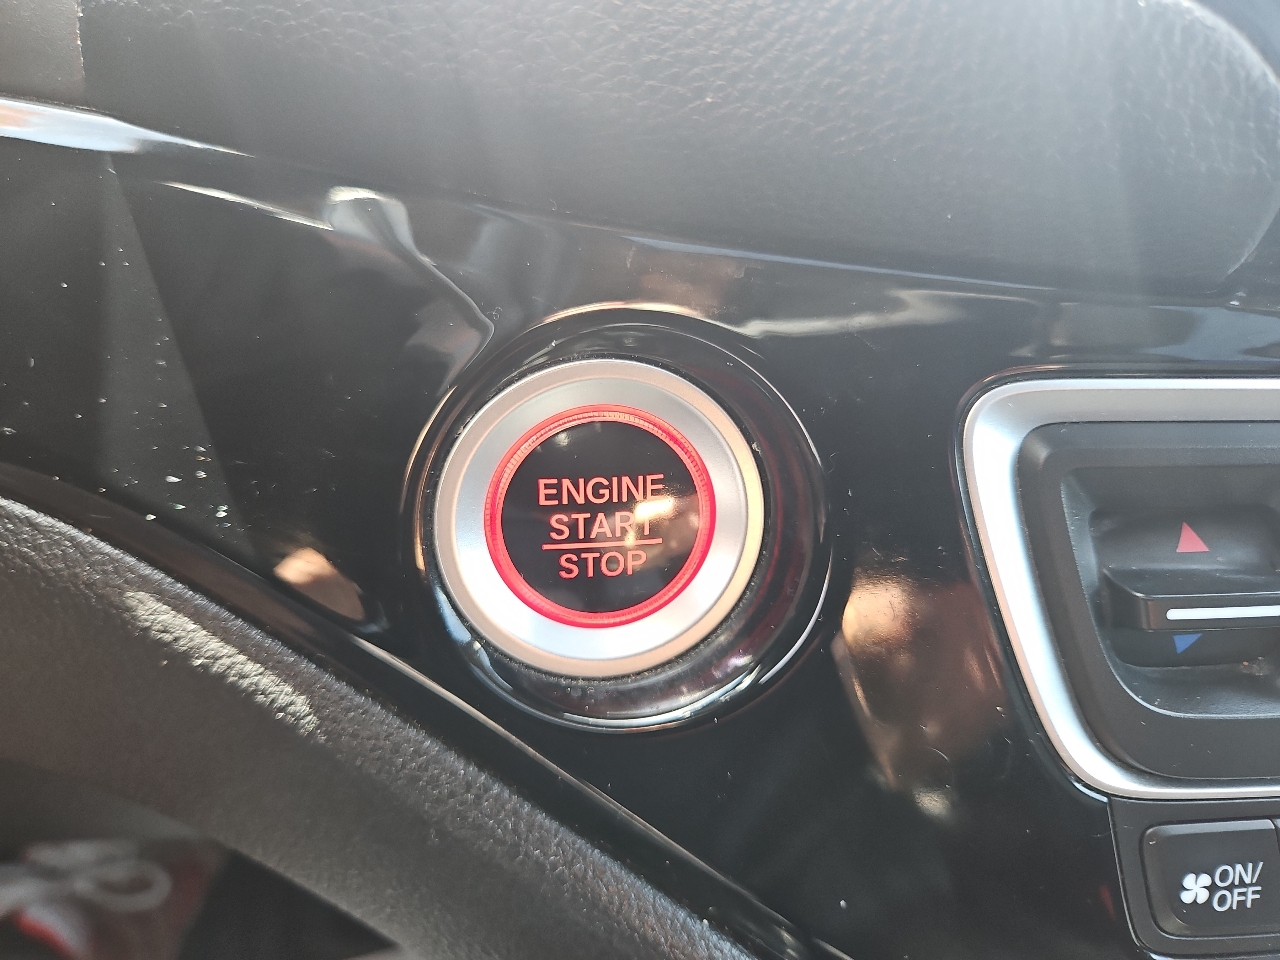 ENGINE
START
STOP
ON/
OFF